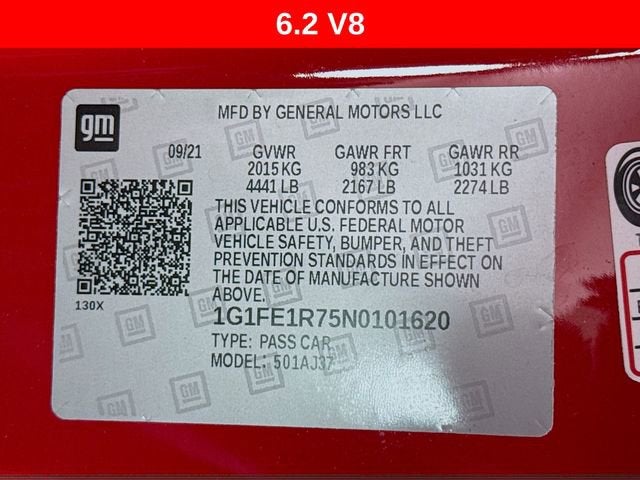 6.2 V8
gm
MFD BY GENERAL MOTORS LLC
09/21 GVWR GAWR FRT GAWR RR
2015 KG 983 KG 1031 KG
4441 LB 2167 LB 2274 LB
THIS VEHICLE CONFORMS TO ALL
APPLICABLE U.S. FEDERAL MOTOR
VEHICLE SAFETY, BUMPER, AND THEFT
PREVENTION STANDARDS IN EFFECT ON
THE DATE OF MANUFACTURE SHOWN
ABOVE.
130X
1G1FE1R75N0101620
TYPE: PASS CAR
MODEL: 501AJ37